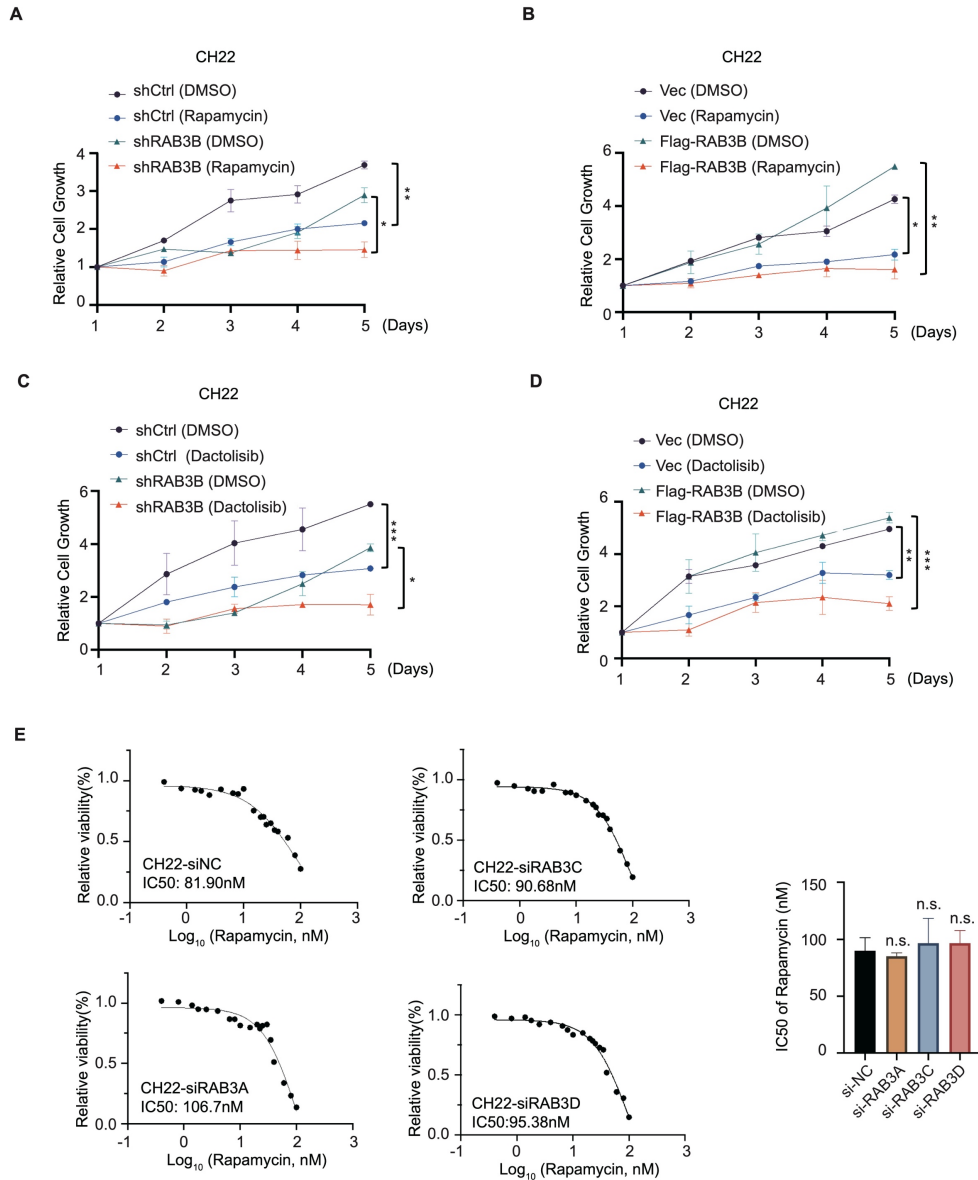 A
CH22
shCtrl (DMSO)
shCtrl (Rapamycin)
shRAB3B (DMSO)
shRAB3B (Rapamycin)
Relative Cell Growth
4
3
2
1
0
1 2 3 4 5 (Days)
**
*
B
CH22
Vec (DMSO)
Vec (Rapamycin)
Flag-RAB3B (DMSO)
Flag-RAB3B (Rapamycin)
Relative Cell Growth
6
4
2
0
1 2 3 4 5 (Days)
*
**
C
CH22
shCtrl (DMSO)
shCtrl (Dactolisib)
shRAB3B (DMSO)
shRAB3B (Dactolisib)
Relative Cell Growth
6
4
2
0
1 2 3 4 5 (Days)
***
*
D
CH22
Vec (DMSO)
Vec (Dactolisib)
Flag-RAB3B (DMSO)
Flag-RAB3B (Dactolisib)
Relative Cell Growth
6
4
2
0
1 2 3 4 5 (Days)
**
***
E
Relative viability(%)
1.0
0.5
0.0
CH22-siNC
IC50: 81.90nM
-1 0 1 2 3
Log10 (Rapamycin, nM)
Relative viability(%)
1.0
0.5
0.0
CH22-siRAB3C
IC50: 90.68nM
-1 0 1 2 3
Log10 (Rapamycin, nM)
Relative viability(%)
1.0
0.5
0.0
CH22-siRAB3A
IC50: 106.7nM
-1 0 1 2 3
Log10 (Rapamycin, nM)
Relative viability(%)
1.0
0.5
0.0
CH22-siRAB3D
IC50:95.38nM
-1 0 1 2 3
Log10 (Rapamycin, nM)
IC50 of Rapamycin (nM)
150
100
50
0
n.s.
n.s.
n.s.
si-NC
si-RAB3A
si-RAB3C
si-RAB3D